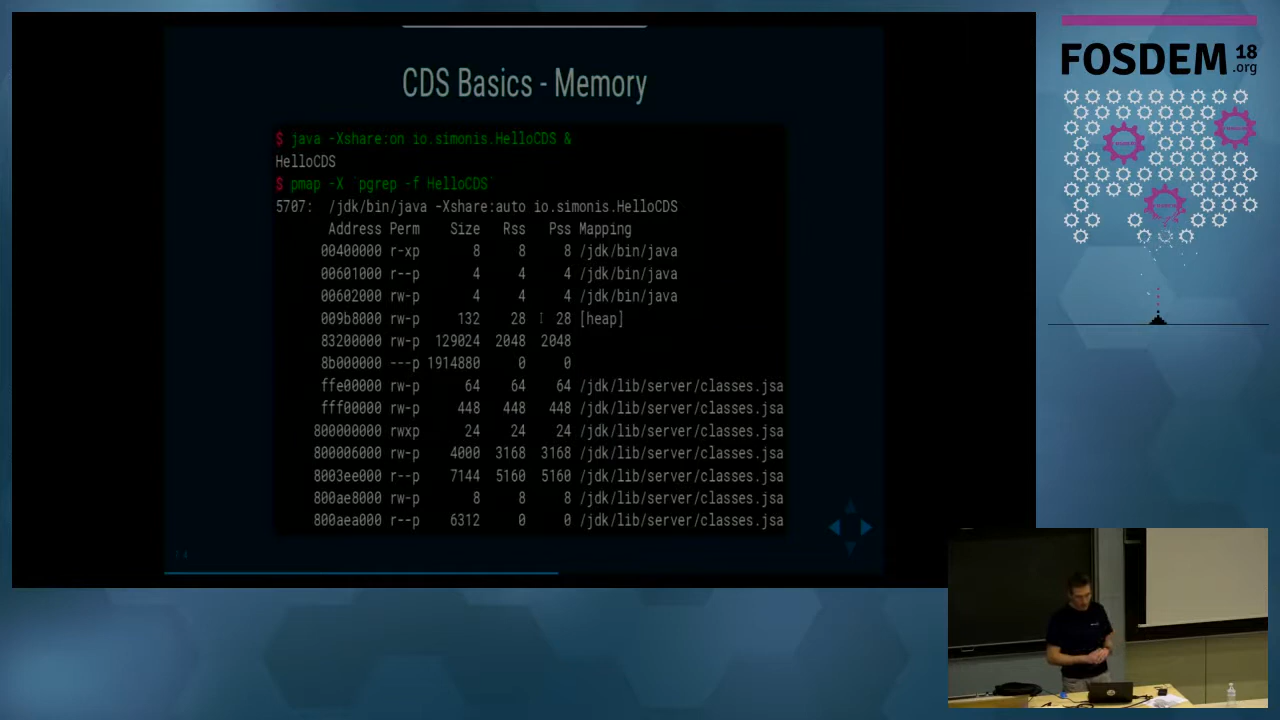 CDS Basics - Memory
$ java -Xshare:on io.simonis.HelloCDS &
HelloCDS
$ pmap -X `pgrep -f HelloCDS`
5707: /jdk/bin/java -Xshare:auto io.simonis.HelloCDS
Address Perm Size Rss Pss Mapping
00400000 r-xp 8 8 8 /jdk/bin/java
00601000 r--p 4 4 4 /jdk/bin/java
00602000 rw-p 4 4 4 /jdk/bin/java
009b8000 rw-p 132 28 28 [heap]
83200000 rw-p 129024 2048 2048
8b000000 ---p 1914880 0 0
ffe00000 rw-p 64 64 64 /jdk/lib/server/classes.jsa
fff00000 rw-p 448 448 448 /jdk/lib/server/classes.jsa
800000000 rwxp 24 24 24 /jdk/lib/server/classes.jsa
800006000 rw-p 4000 3168 3168 /jdk/lib/server/classes.jsa
8003ee000 r--p 7144 5160 5160 /jdk/lib/server/classes.jsa
800ae8000 rw-p 8 8 8 /jdk/lib/server/classes.jsa
800aea000 r--p 6312 0 0 /jdk/lib/server/classes.jsa
14
FOSDEM 18
.org